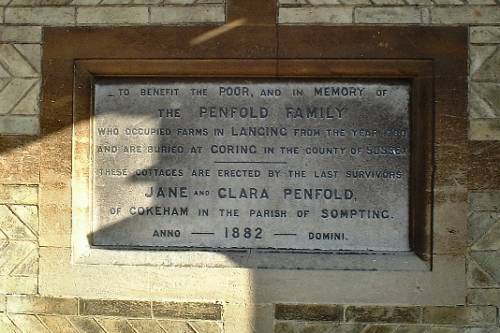 TO BENEFIT THE POOR, AND IN MEMORY OF
THE PENFOLD FAMILY
WHO OCCUPIED FARMS IN LANCING FROM THE YEAR
AND ARE BURIED AT GORING IN THE COUNTY OF SUSSEX.
THESE COTTAGES ARE ERECTED BY THE LAST SURVIVORS
JANE AND CLARA PENFOLD,
OF COKEHAM IN THE PARISH OF SOMPTING.
ANNO — 1882 — DOMINI.